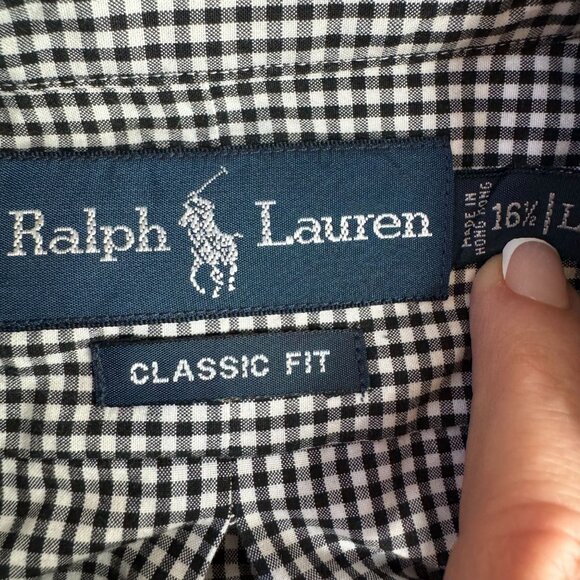 Ralph Lauren
MADE IN
HONG KONG
16½ | L
CLASSIC FIT